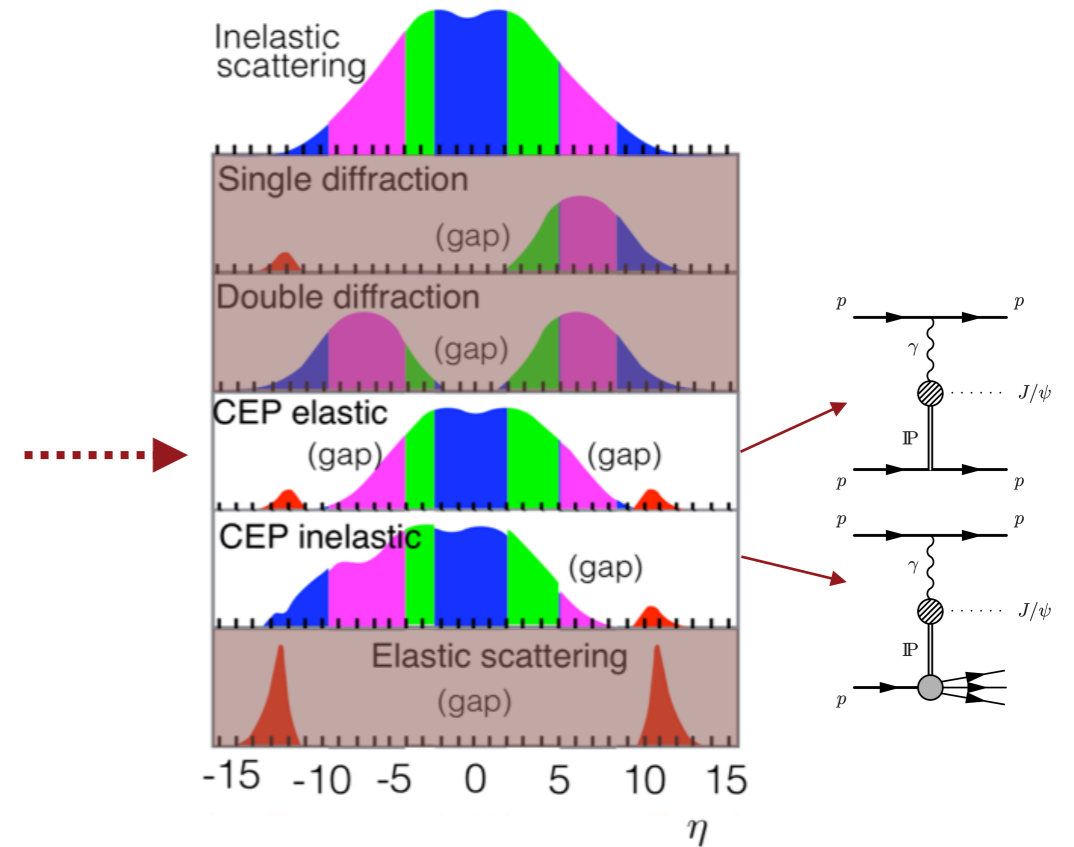 Inelastic
scattering
Single diffraction
(gap)
Double diffraction
(gap)
CEP elastic
(gap) (gap)
CEP inelastic
(gap)
Elastic scattering
(gap)
-15 -10 -5 0 5 10 15
η
p p
γ
J/ψ
ℙ
p p
p p
γ
J/ψ
ℙ
p